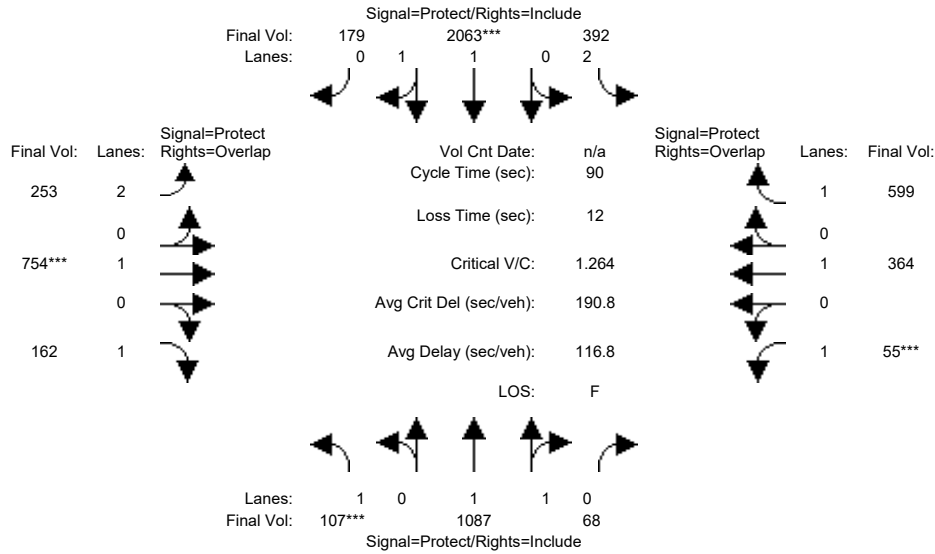 Signal=Protect/Rights=Include
Final Vol: 179 2063*** 392
Lanes: 0 1 1 0 2
Signal=Protect Signal=Protect
Final Vol: Lanes: Rights=Overlap Vol Cnt Date: n/a Rights=Overlap Lanes: Final Vol:
Cycle Time (sec): 90
253 2 1 599
Loss Time (sec): 12
0 0
754*** 1 Critical V/C: 1.264 1 364
0 Avg Crit Del (sec/veh): 190.8 0
162 1 Avg Delay (sec/veh): 116.8 1 55***
LOS: F
Lanes: 1 0 1 1 0
Final Vol: 107*** 1087 68
Signal=Protect/Rights=Include